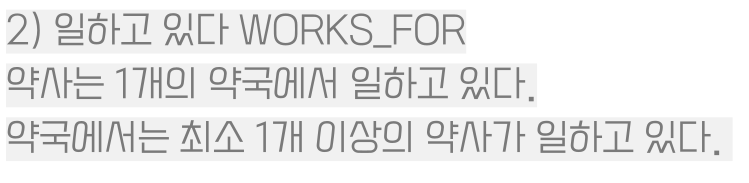 2) 일하고 있다 WORKS_FOR
약사는 1개의 약국에서 일하고 있다.
약국에서는 최소 1개 이상의 약사가 일하고 있다.